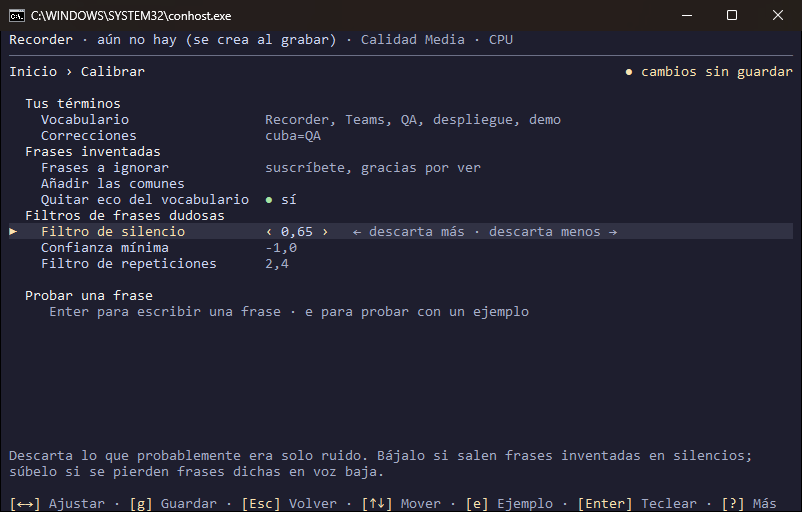 C:\WINDOWS\SYSTEM32\conhost.exe
Recorder · aún no hay (se crea al grabar) · Calidad Media · CPU
Inicio › Calibrar ● cambios sin guardar
Tus términos
Vocabulario Recorder, Teams, QA, despliegue, demo
Correcciones cuba=QA
Frases inventadas
Frases a ignorar suscríbete, gracias por ver
Añadir las comunes
Quitar eco del vocabulario ● sí
Filtros de frases dudosas
► Filtro de silencio ‹ 0,65 › ← descarta más · descarta menos →
Confianza mínima -1,0
Filtro de repeticiones 2,4
Probar una frase
Enter para escribir una frase · e para probar con un ejemplo
Descarta lo que probablemente era solo ruido. Bájalo si salen frases inventadas en silencios;
súbelo si se pierden frases dichas en voz baja.
[↔] Ajustar · [g] Guardar · [Esc] Volver · [↑↓] Mover · [e] Ejemplo · [Enter] Teclear · [?] Más